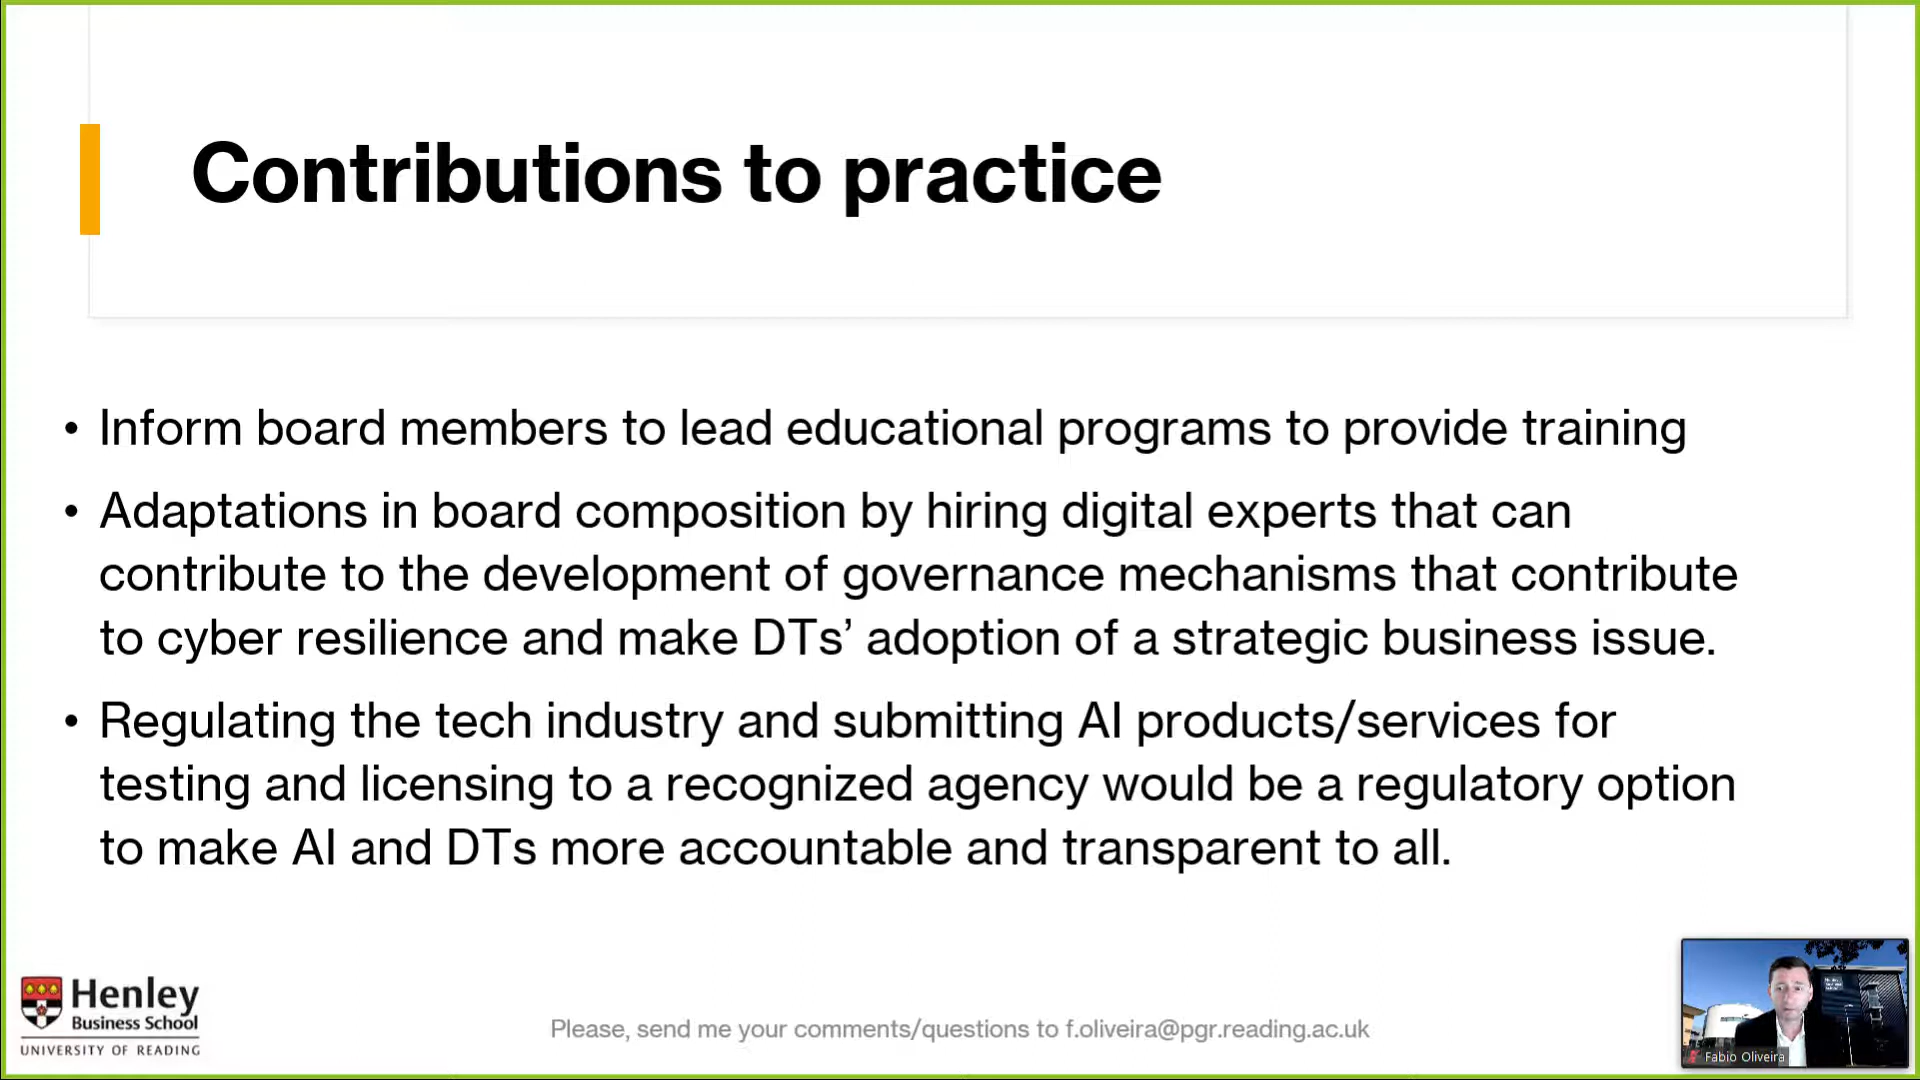 Contributions to practice
• Inform board members to lead educational programs to provide training
• Adaptations in board composition by hiring digital experts that can
contribute to the development of governance mechanisms that contribute
to cyber resilience and make DTs’ adoption of a strategic business issue.
• Regulating the tech industry and submitting AI products/services for
testing and licensing to a recognized agency would be a regulatory option
to make AI and DTs more accountable and transparent to all.
Henley
Business School
UNIVERSITY OF READING
Please, send me your comments/questions to f.oliveira@pgr.reading.ac.uk
Fabio Oliveira